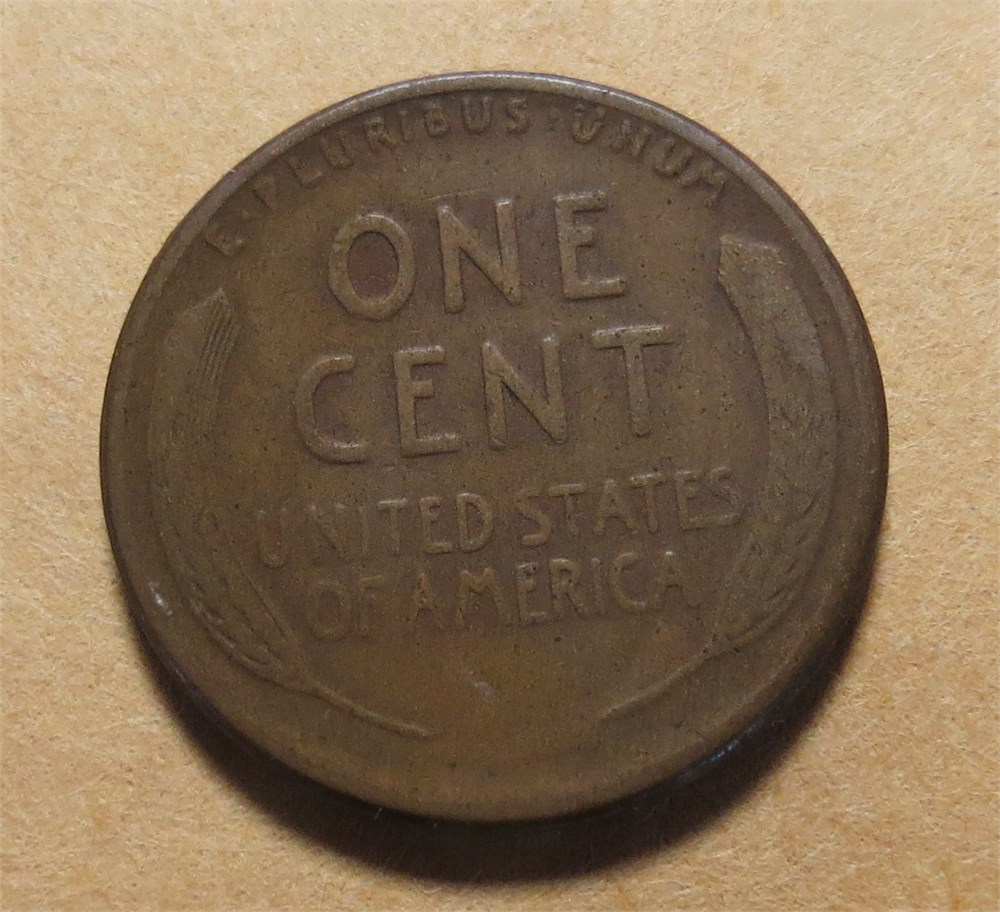 E · PLURIBUS · UNUM
ONE
CENT
UNITED STATES
OF AMERICA